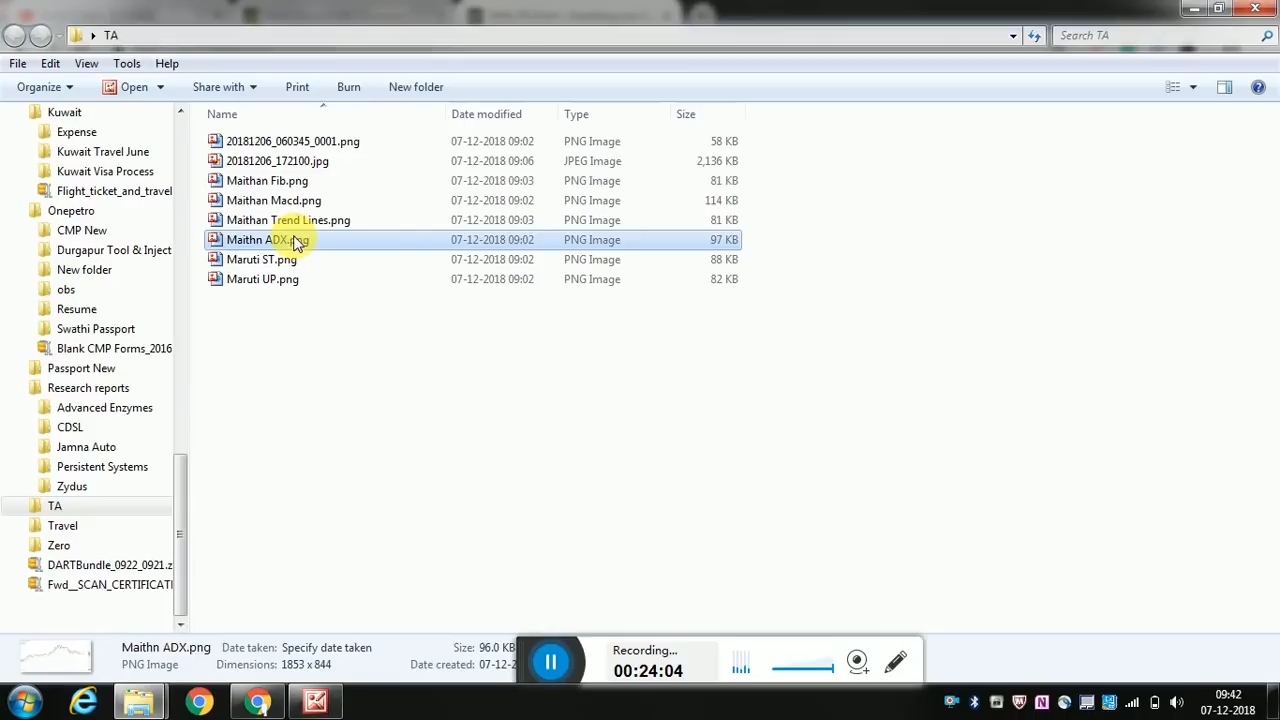 TA
Search TA
File Edit View Tools Help
Organize Open Share with Print Burn New folder
Name Date modified Type Size
20181206_060345_0001.png 07-12-2018 09:02 PNG Image 58 KB
20181206_172100.jpg 07-12-2018 09:06 JPEG Image 2,136 KB
Maithan Fib.png 07-12-2018 09:03 PNG Image 81 KB
Maithan Macd.png 07-12-2018 09:02 PNG Image 114 KB
Maithan Trend Lines.png 07-12-2018 09:03 PNG Image 81 KB
Maithn ADX.png 07-12-2018 09:02 PNG Image 97 KB
Maruti ST.png 07-12-2018 09:02 PNG Image 88 KB
Maruti UP.png 07-12-2018 09:02 PNG Image 82 KB
Kuwait
Expense
Kuwait Travel June
Kuwait Visa Process
Flight_ticket_and_travel
Onepetro
CMP New
Durgapur Tool & Inject
New folder
obs
Resume
Swathi Passport
Blank CMP Forms_2016
Passport New
Research reports
Advanced Enzymes
CDSL
Jamna Auto
Persistent Systems
Zydus
TA
Travel
Zero
DARTBundle_0922_0921.z
Fwd__SCAN_CERTIFICATI
Maithn ADX.png Date taken: Specify date taken Size: 96.0 KB
PNG Image Dimensions: 1853 x 844 Date created: 07-12-2
Recording...
00:24:04
09:42
07-12-2018